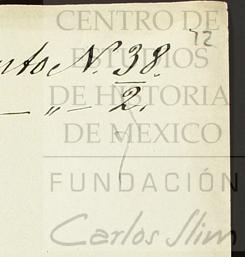 CENTRO DE
72
ESTUDIOS
nto N. 38.
DE HISTORIA
— „ — 2.
DE MEXICO
FUNDACIÓN
Carlos Slim